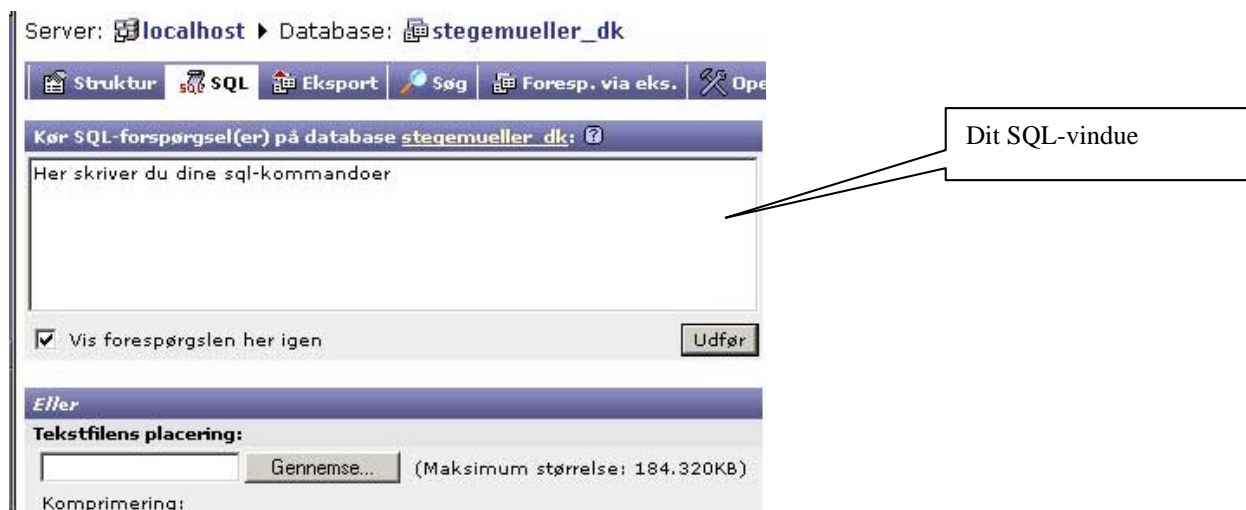 Server: localhost ▶ Database: stegemueller_dk
Struktur SQL Eksport Søg Foresp. via eks. Ope
Kør SQL-forspørgsel(er) på database stegemueller_dk:
Dit SQL-vindue
Her skriver du dine sql-kommandoer
Vis forespørgslen her igen Udfør
Eller
Tekstfilens placering:
Gennemse... (Maksimum størrelse: 184.320KB)
Komprimering: